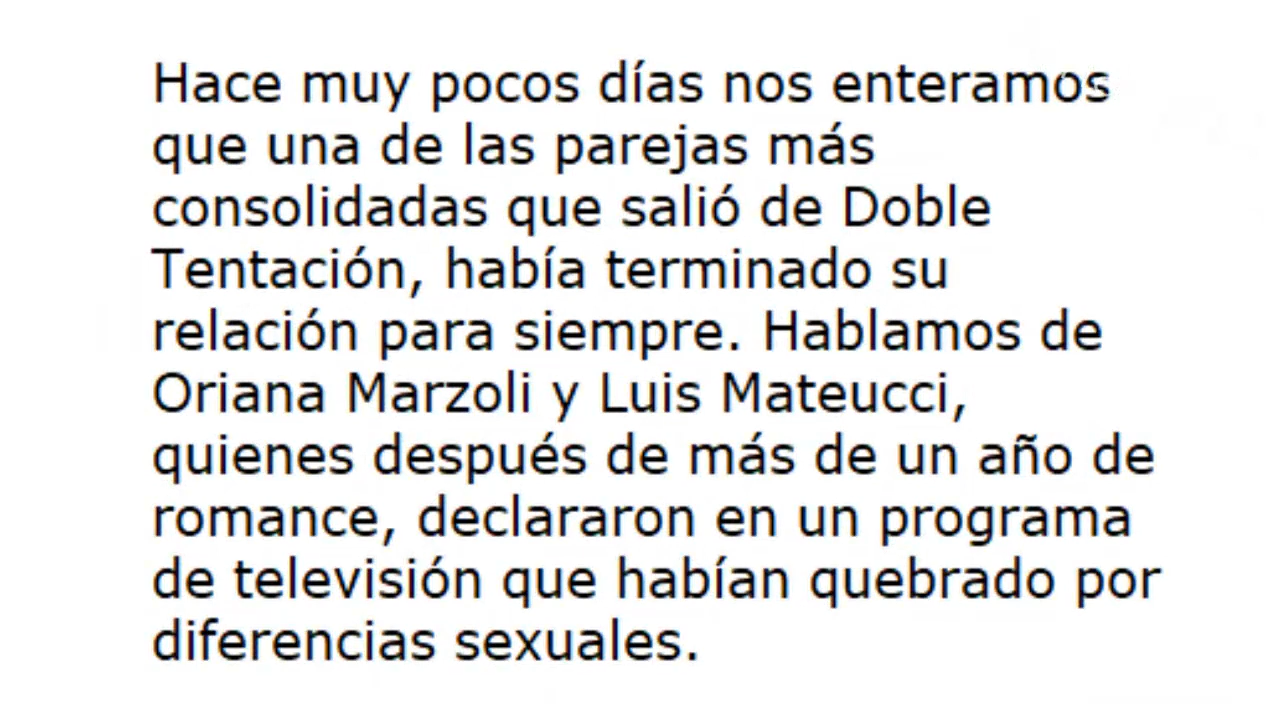 Hace muy pocos días nos enteramos
que una de las parejas más
consolidadas que salió de Doble
Tentación, había terminado su
relación para siempre. Hablamos de
Oriana Marzoli y Luis Mateucci,
quienes después de más de un año de
romance, declararon en un programa
de televisión que habían quebrado por
diferencias sexuales.